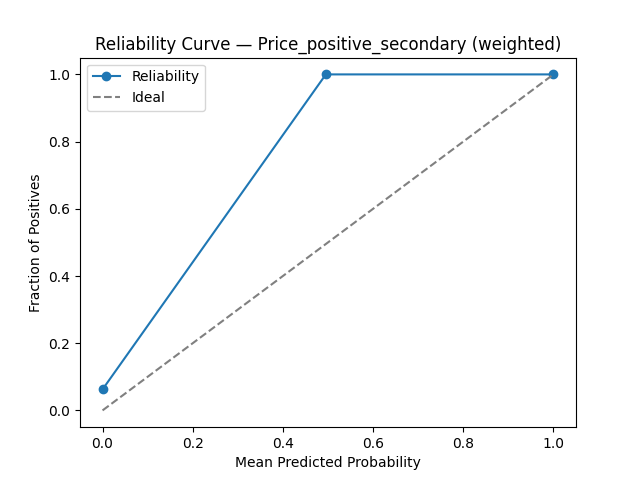 Reliability Curve — Price_positive_secondary (weighted)
Reliability
Ideal
Fraction of Positives
1.0
0.8
0.6
0.4
0.2
0.0
0.0 0.2 0.4 0.6 0.8 1.0
Mean Predicted Probability